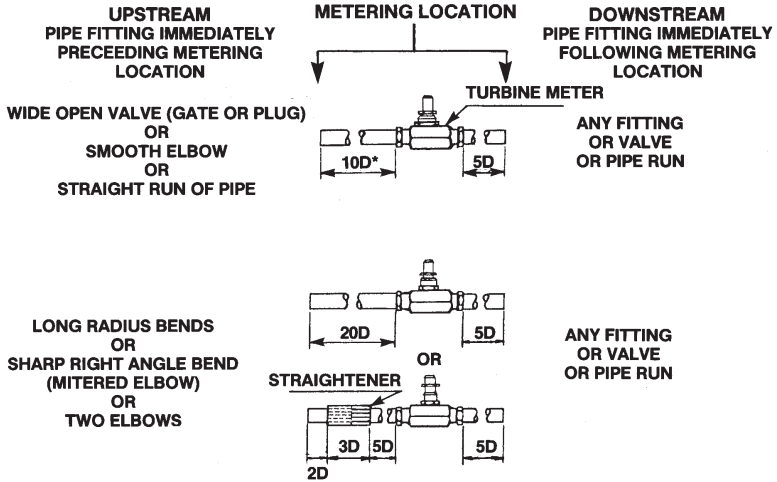 UPSTREAM
PIPE FITTING IMMEDIATELY
PRECEEDING METERING
LOCATION
METERING LOCATION
DOWNSTREAM
PIPE FITTING IMMEDIATELY
FOLLOWING METERING
LOCATION
WIDE OPEN VALVE (GATE OR PLUG)
OR
SMOOTH ELBOW
OR
STRAIGHT RUN OF PIPE
TURBINE METER
10D*
5D
ANY FITTING
OR VALVE
OR PIPE RUN
LONG RADIUS BENDS
OR
SHARP RIGHT ANGLE BEND
(MITERED ELBOW)
OR
TWO ELBOWS
20D
5D
OR
STRAIGHTENER
3D
5D
5D
2D
ANY FITTING
OR VALVE
OR PIPE RUN